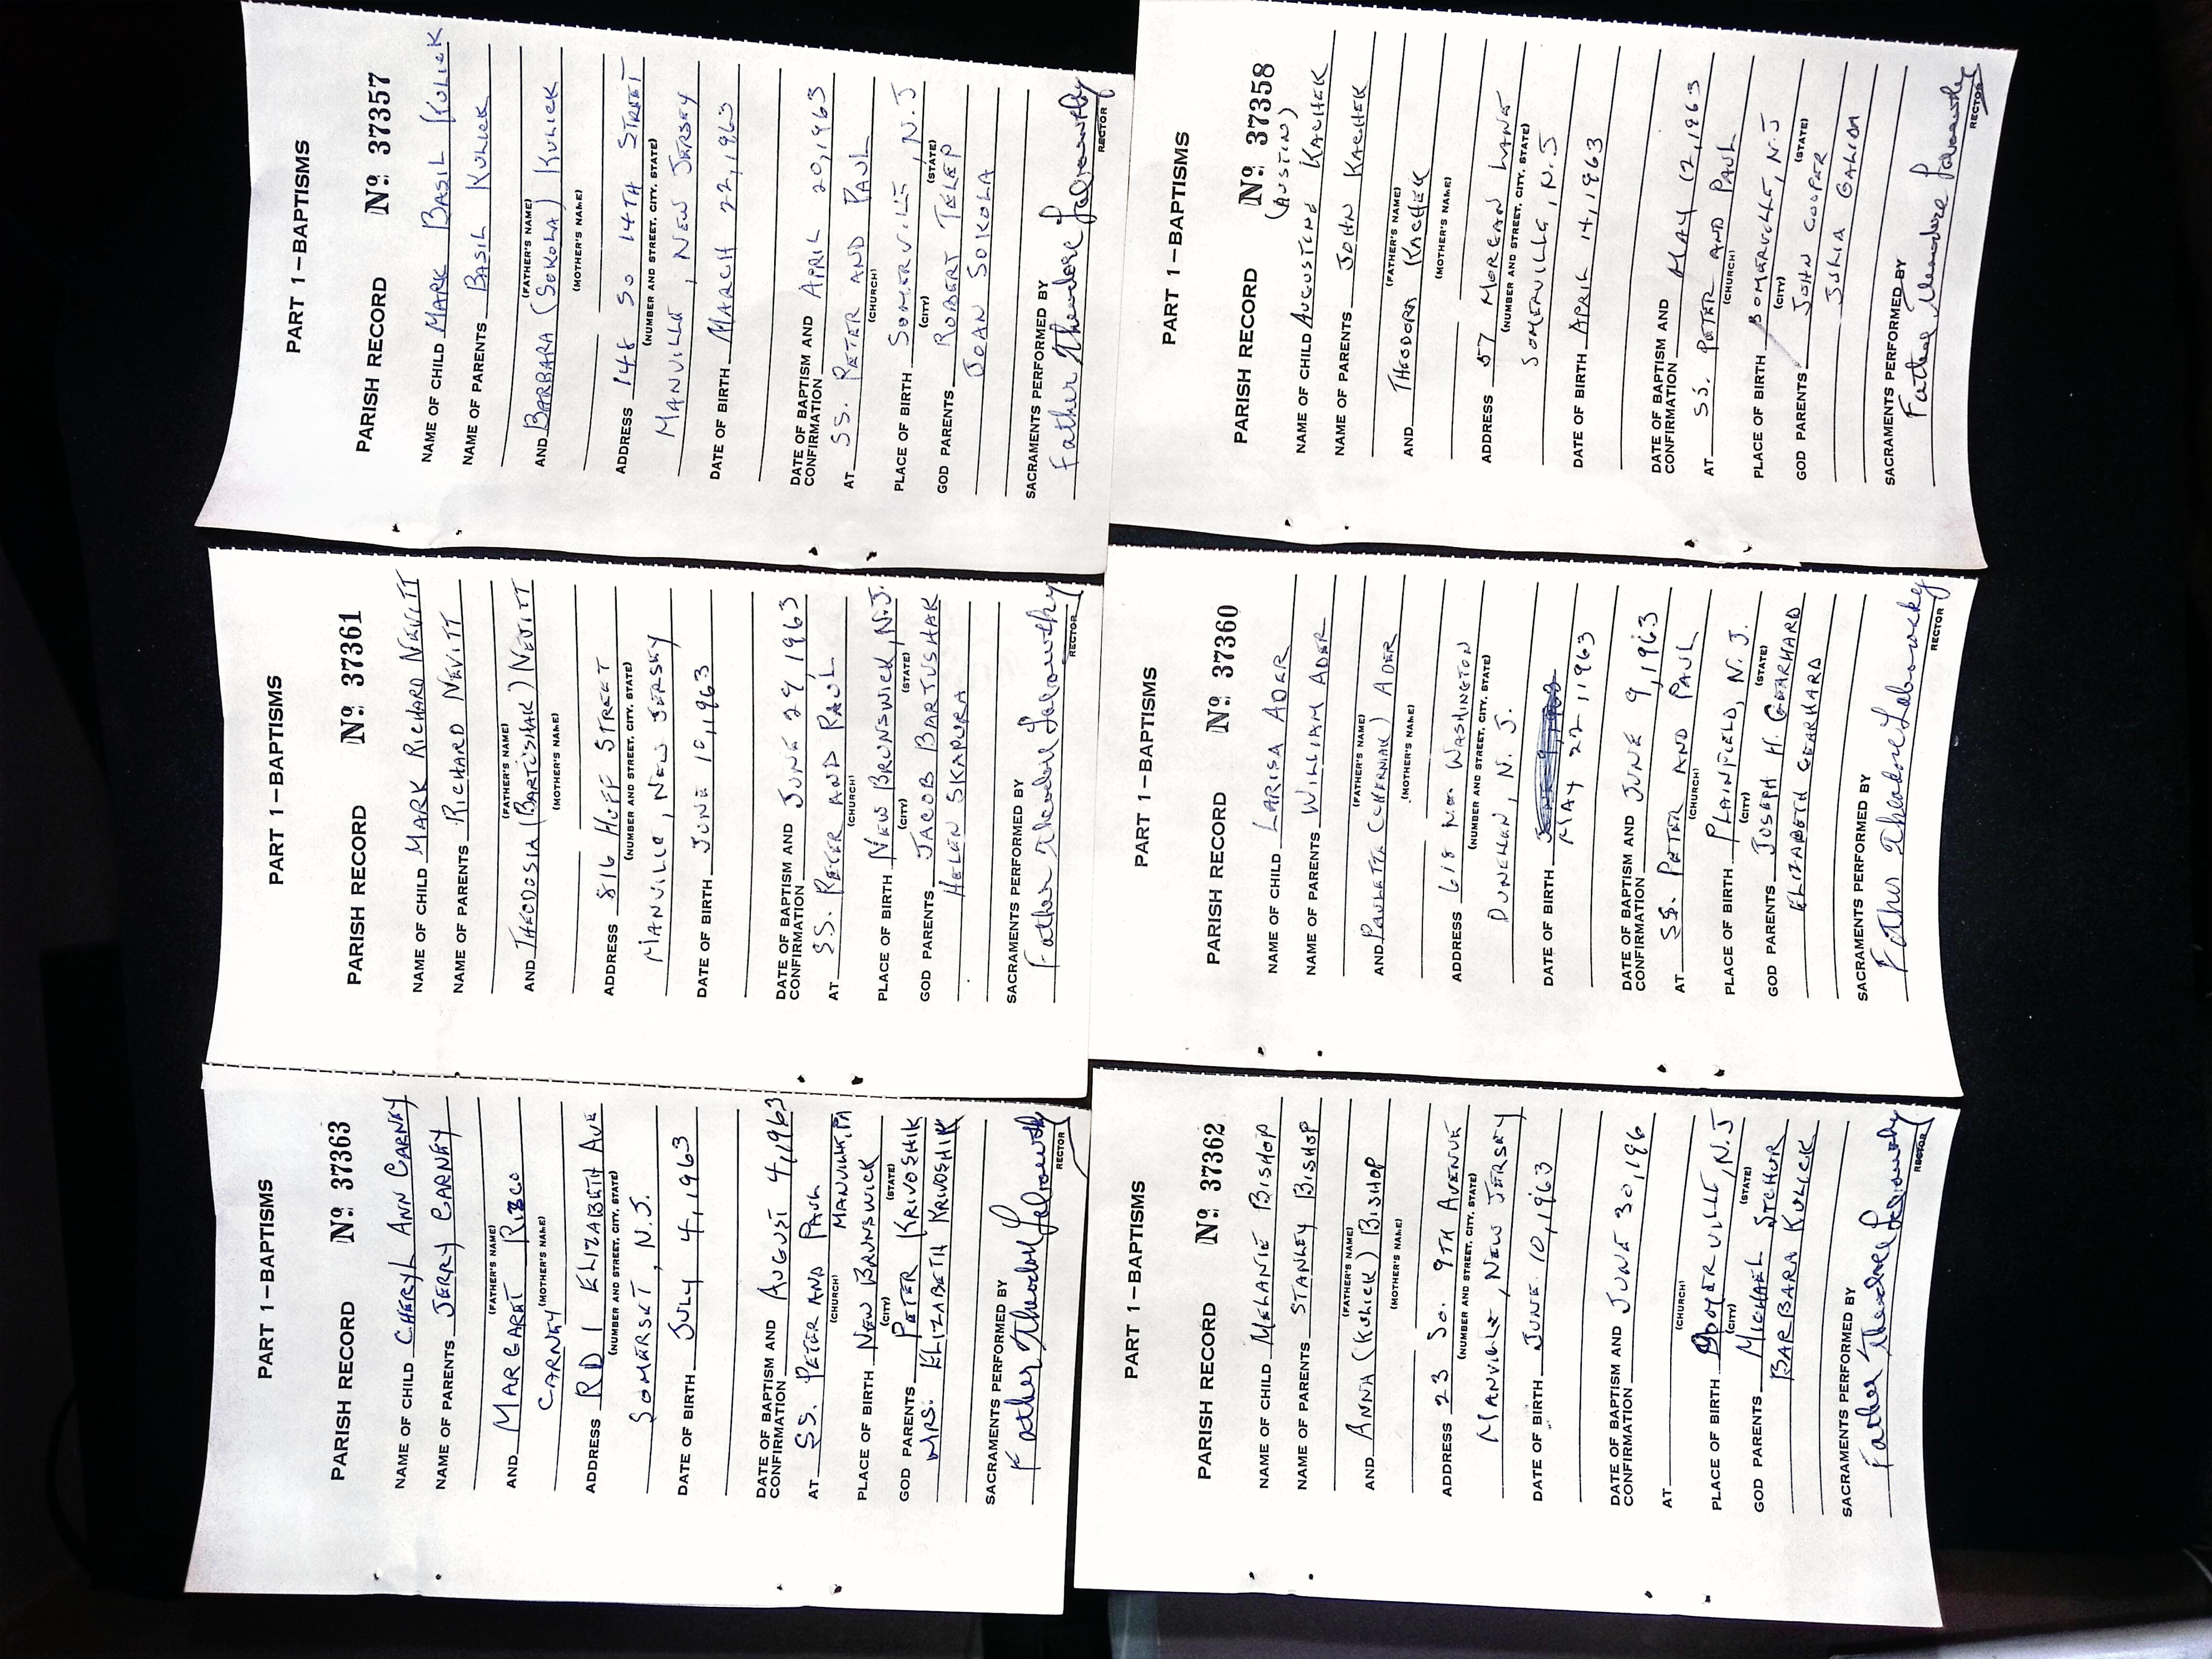 PART 1—BAPTISMS
PARISH RECORD Nº 37363
NAME OF CHILD CHERYL ANN CARNEY
NAME OF PARENTS JERRY CARNEY
(FATHER'S NAME)
AND MARGARET RIZCO
CARNEY (MOTHER'S NAME)
ADDRESS RD 1 ELIZABETH AVE
(NUMBER AND STREET, CITY, STATE)
SOMERSET, N.J.
DATE OF BIRTH JULY 4, 1963
DATE OF BAPTISM AND
CONFIRMATION AUGUST 4, 1963
AT SS. PETER AND PAUL
(CHURCH) MANVILLE, PA
PLACE OF BIRTH NEW BRUNSWICK
(CITY) (STATE)
GOD PARENTS PETER KRIVOSHIK
MRS. ELIZABETH KRIVOSHIK
SACRAMENTS PERFORMED BY
Father Theodore Labowsky
RECTOR
PART 1—BAPTISMS
PARISH RECORD Nº 37361
NAME OF CHILD MARK RICHARD NEVITT
NAME OF PARENTS RICHARD NEVITT
(FATHER'S NAME)
AND THEODOSIA (BARTUSHAK) NEVITT
(MOTHER'S NAME)
ADDRESS 816 HUFF STREET
(NUMBER AND STREET, CITY, STATE)
MANVILLE, NEW JERSEY
DATE OF BIRTH JUNE 10, 1963
DATE OF BAPTISM AND
CONFIRMATION JUNE 29, 1963
AT SS. PETER AND PAUL
(CHURCH)
PLACE OF BIRTH NEW BRUNSWICK, N.J.
(CITY) (STATE)
GOD PARENTS JACOB BARTUSHAK
HELEN SKAPURA
SACRAMENTS PERFORMED BY
Father Theodore Labowsky
RECTOR
PART 1—BAPTISMS
PARISH RECORD Nº 37357
NAME OF CHILD MARK BASIL KULICK
NAME OF PARENTS BASIL KULICK
(FATHER'S NAME)
AND BARBARA (SOKOLA) KULICK
(MOTHER'S NAME)
ADDRESS 148 SO 14TH STREET
(NUMBER AND STREET, CITY, STATE)
MANVILLE, NEW JERSEY
DATE OF BIRTH MARCH 22, 1963
DATE OF BAPTISM AND
CONFIRMATION APRIL 20, 1963
AT SS. PETER AND PAUL
(CHURCH)
PLACE OF BIRTH SOMERVILLE, N.J
(CITY) (STATE)
GOD PARENTS ROBERT TELEP
JOAN SOKOLA
SACRAMENTS PERFORMED BY
Father Theodore Labowsky
RECTOR
PART 1—BAPTISMS
PARISH RECORD Nº 37362
NAME OF CHILD MELANIE BISHOP
NAME OF PARENTS STANLEY BISHOP
(FATHER'S NAME)
AND ANNA (KULICK) BISHOP
(MOTHER'S NAME)
ADDRESS 23 SO. 9TH AVENUE
(NUMBER AND STREET, CITY, STATE)
MANVILLE, NEW JERSEY
DATE OF BIRTH JUNE 10, 1963
DATE OF BAPTISM AND
CONFIRMATION JUNE 30, 196
AT
(CHURCH)
PLACE OF BIRTH SOMERVILLE, N.J
(CITY) (STATE)
GOD PARENTS MICHAEL STCHUR
BARBARA KULICK
SACRAMENTS PERFORMED BY
Father Theodore Labowsky
RECTOR
PART 1—BAPTISMS
PARISH RECORD Nº 37360
NAME OF CHILD LARISA ADER
NAME OF PARENTS WILLIAM ADER
(FATHER'S NAME)
AND PAULETTE (CHERNIAK) ADER
(MOTHER'S NAME)
ADDRESS 618 NO. WASHINGTON
(NUMBER AND STREET, CITY, STATE)
DUNEHEN, N. J.
DATE OF BIRTH JUNE 9, 1963
MAY 22, 1963
DATE OF BAPTISM AND
CONFIRMATION JUNE 9, 1963
AT SS. PETER AND PAUL
(CHURCH)
PLACE OF BIRTH PLAINFIELD, N. J.
(CITY) (STATE)
GOD PARENTS JOSEPH H. GEARHARD
ELIZABETH GEARHARD
SACRAMENTS PERFORMED BY
Father Theodore Labowsky
RECTOR
PART 1—BAPTISMS
PARISH RECORD Nº 37358
(AUSTIN)
NAME OF CHILD AUGUSTINE KACHEK
NAME OF PARENTS JOHN KACHEK
(FATHER'S NAME)
AND THEODORA KACHEK
(MOTHER'S NAME)
ADDRESS 57 MORGAN LANE
(NUMBER AND STREET, CITY, STATE)
SOMERVILLE, N.J
DATE OF BIRTH APRIL 14, 1963
DATE OF BAPTISM AND
CONFIRMATION MAY 12, 1963
AT SS. PETER AND PAUL
(CHURCH)
PLACE OF BIRTH SOMERVILLE, N.J
(CITY) (STATE)
GOD PARENTS JOHN COOPER
JULIA GALIDA
SACRAMENTS PERFORMED BY
Father Theodore Labowsky
RECTOR